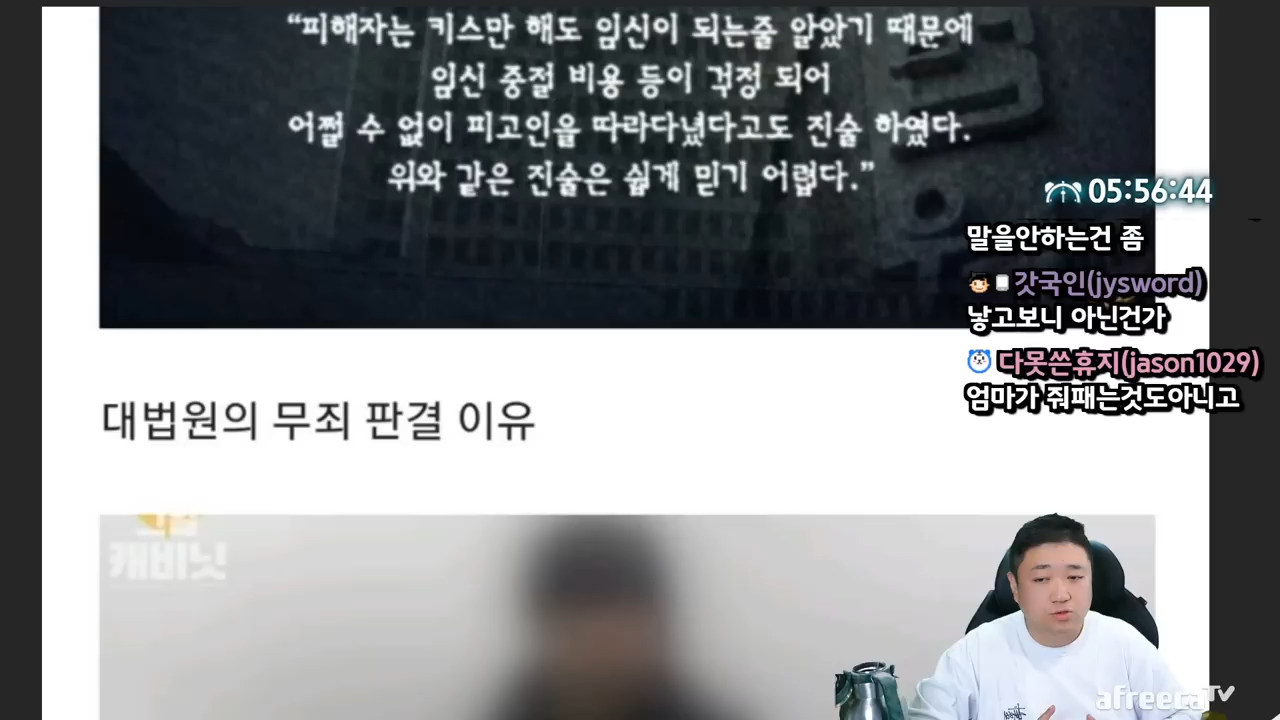 “피해자는 키스만 해도 임신이 되는줄 알았기 때문에
임신 중절 비용 등이 걱정 되어
어쩔 수 없이 피고인을 따라다녔다고도 진술 하였다.
위와 같은 진술은 쉽게 믿기 어렵다.”
05:56:44
말을안하는건 좀
갓국인(jysword)
낳고보니 아닌건가
다못쓴휴지(jason1029)
엄마가 줘패는것도아니고
대법원의 무죄 판결 이유
캐비닛
afreecaTV